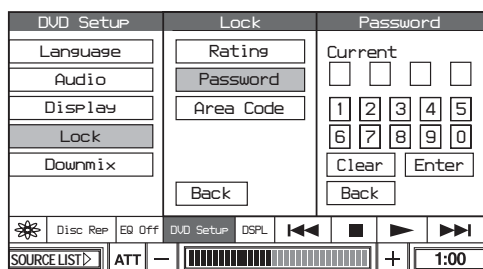 DVD Setup
Language
Audio
Display
Lock
Downmix
Lock
Rating
Password
Area Code
Back
Password
Current
1 2 3 4 5
6 7 8 9 0
Clear Enter
Back
Disc Rep EQ Off DVD Setup DSPL
SOURCE LIST ATT − + 1:00